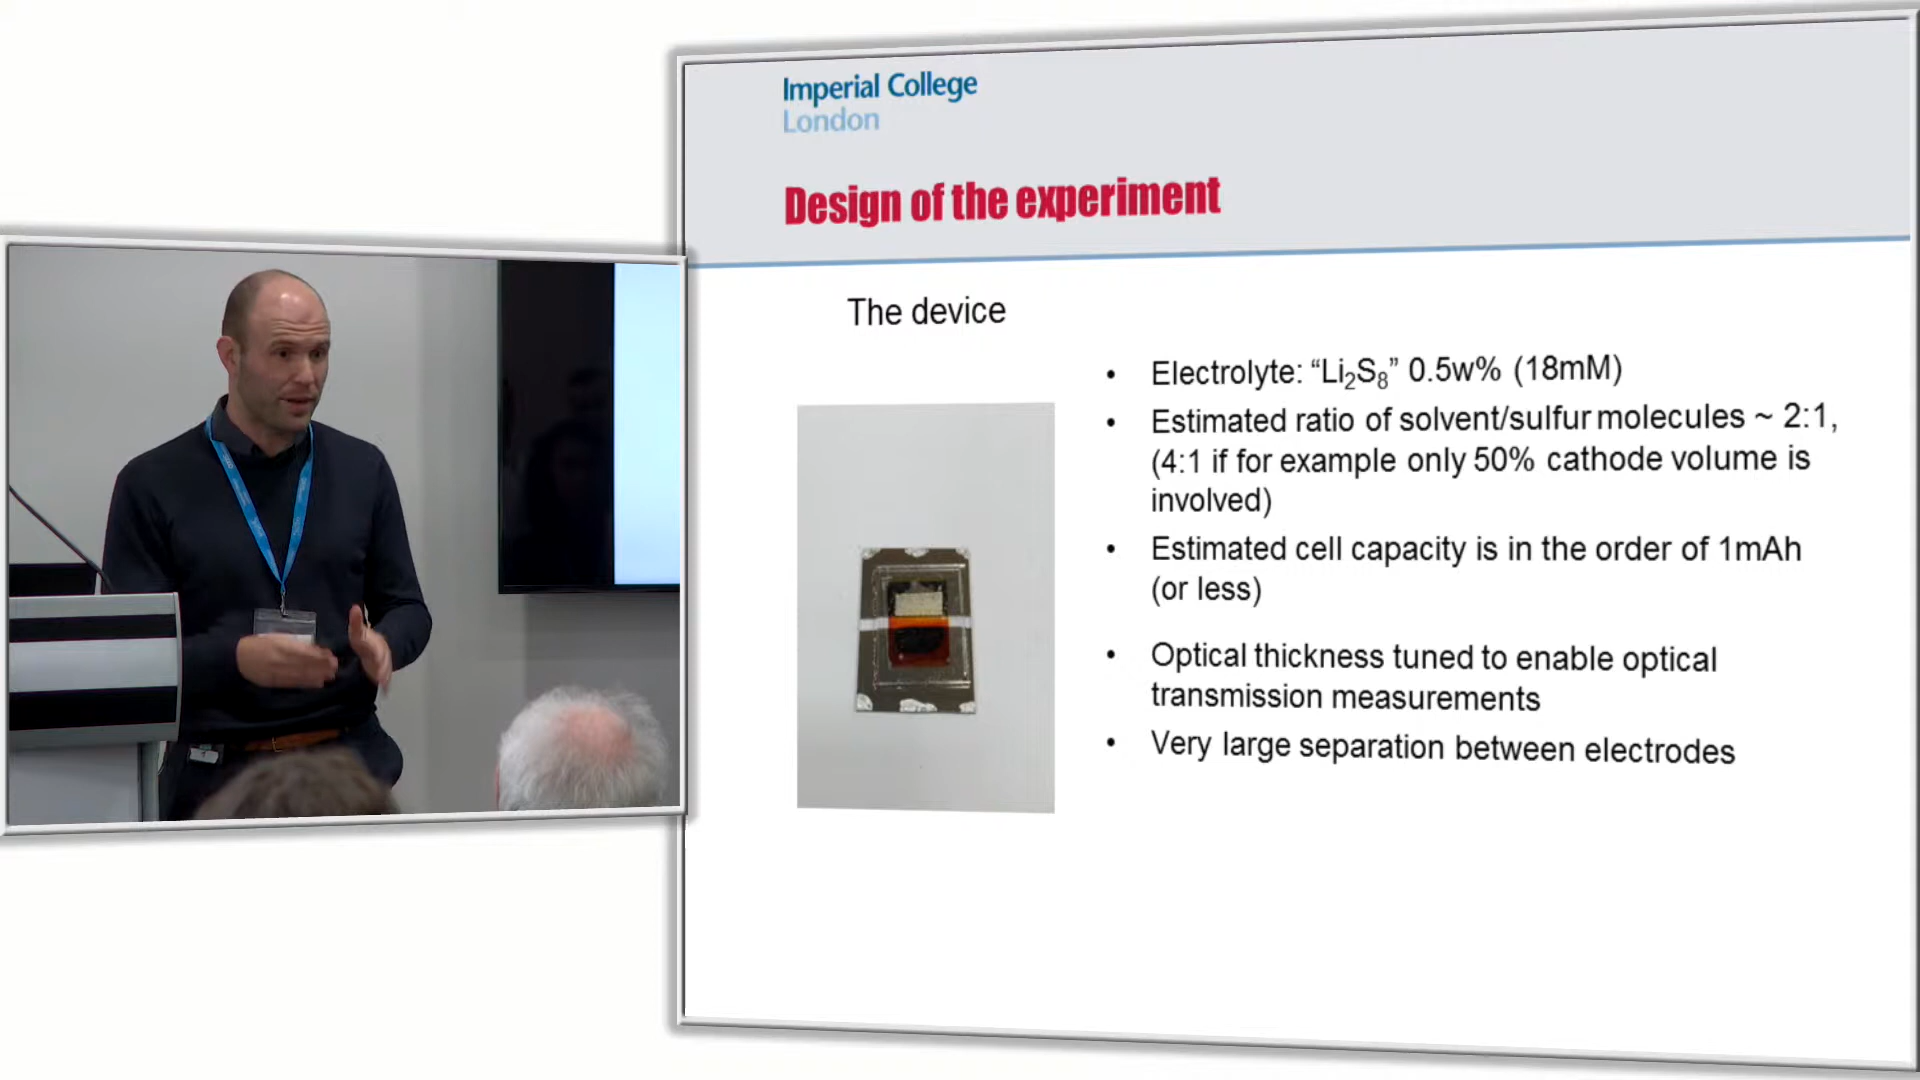 Imperial College
London
Design of the experiment
The device
• Electrolyte: “Li₂S₈” 0.5w% (18mM)
• Estimated ratio of solvent/sulfur molecules ~ 2:1,
(4:1 if for example only 50% cathode volume is
involved)
• Estimated cell capacity is in the order of 1mAh
(or less)
• Optical thickness tuned to enable optical
transmission measurements
• Very large separation between electrodes